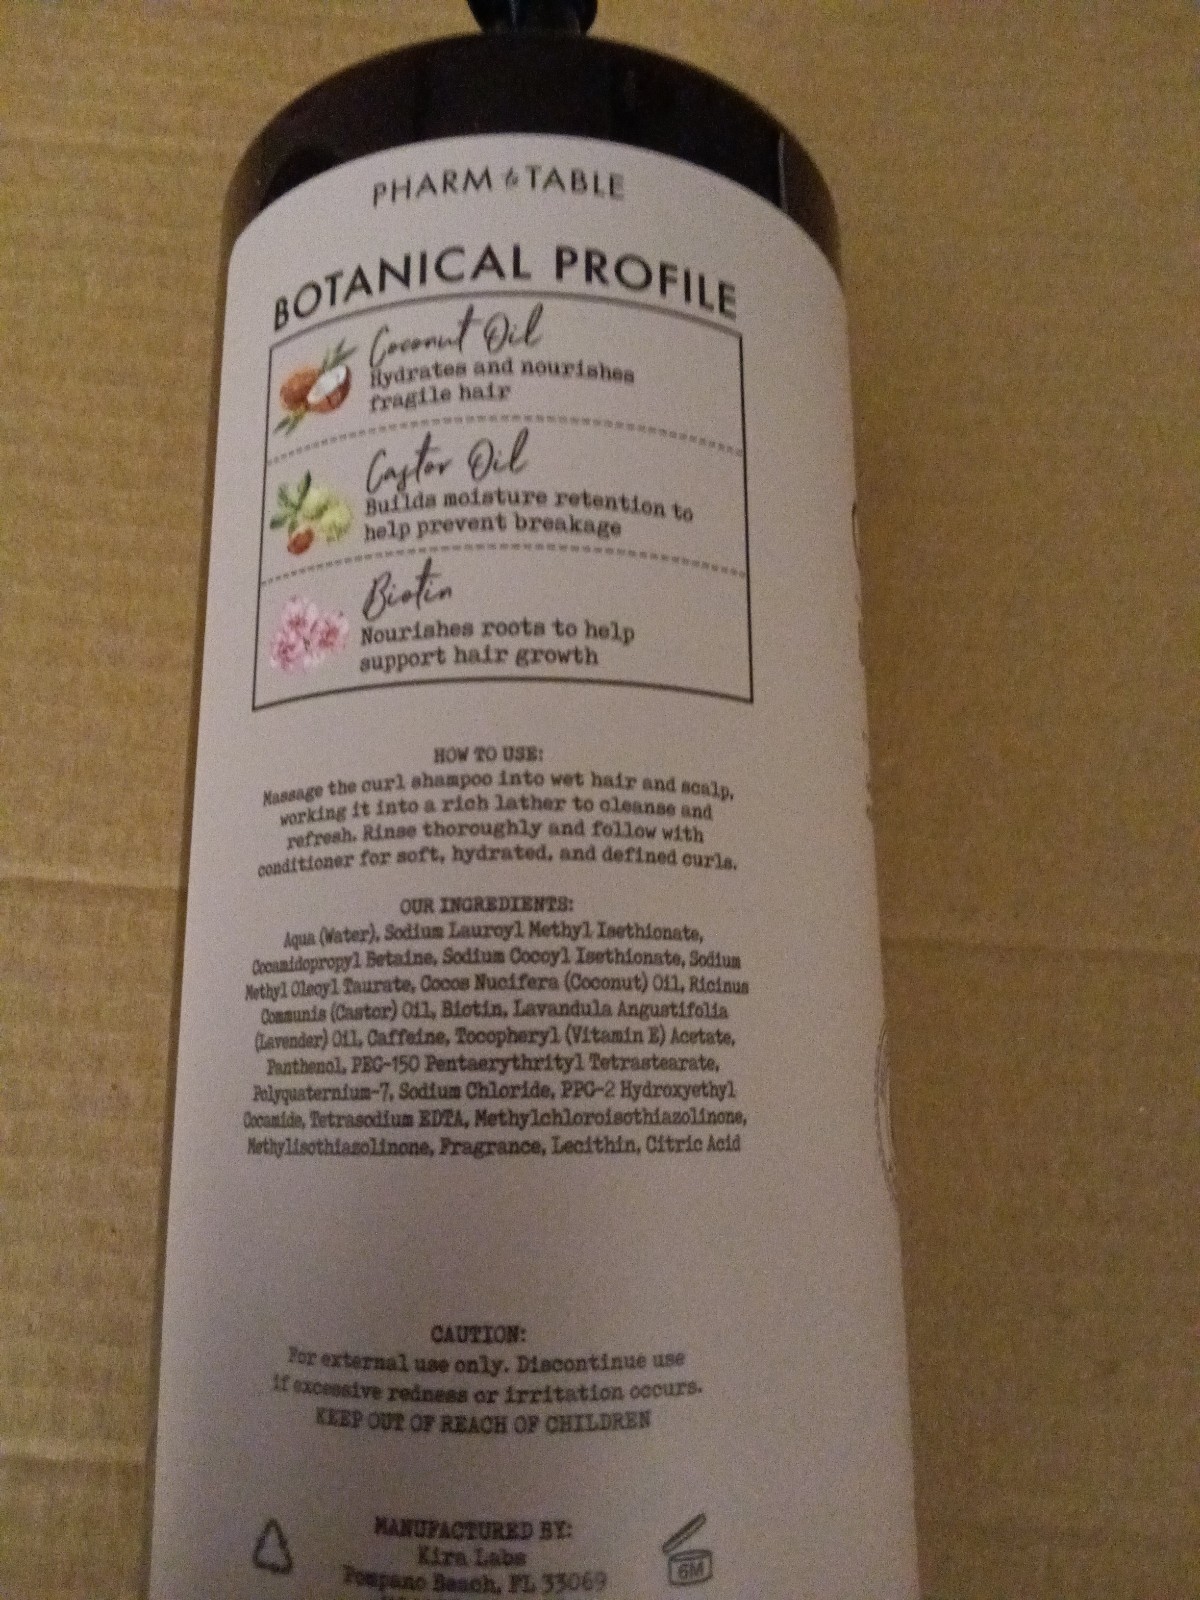 PHARM to TABLE
BOTANICAL PROFILE
Coconut Oil
Hydrates and nourishes
fragile hair
Castor Oil
Builds moisture retention to
help prevent breakage
Biotin
Nourishes roots to help
support hair growth
HOW TO USE:
Massage the curl shampoo into wet hair and scalp,
working it into a rich lather to cleanse and
refresh. Rinse thoroughly and follow with
conditioner for soft, hydrated, and defined curls.
OUR INGREDIENTS:
Aqua (Water), Sodium Lauroyl Methyl Isethionate,
Cocamidopropyl Betaine, Sodium Cocoyl Isethionate, Sodium
Methyl Oleoyl Taurate, Cocos Nucifera (Coconut) Oil, Ricinus
Communis (Castor) Oil, Biotin, Lavandula Angustifolia
(Lavender) Oil, Caffeine, Tocopheryl (Vitamin E) Acetate,
Panthenol, PEG-150 Pentaerythrityl Tetrastearate,
Polyquaternium-7, Sodium Chloride, PPG-2 Hydroxyethyl
Cocamide, Tetrasodium EDTA, Methylchloroisothiazolinone,
Methylisothiazolinone, Fragrance, Lecithin, Citric Acid
CAUTION:
For external use only. Discontinue use
if excessive redness or irritation occurs.
KEEP OUT OF REACH OF CHILDREN
MANUFACTURED BY:
Kira Labs
Pompano Beach, FL 33069
6M